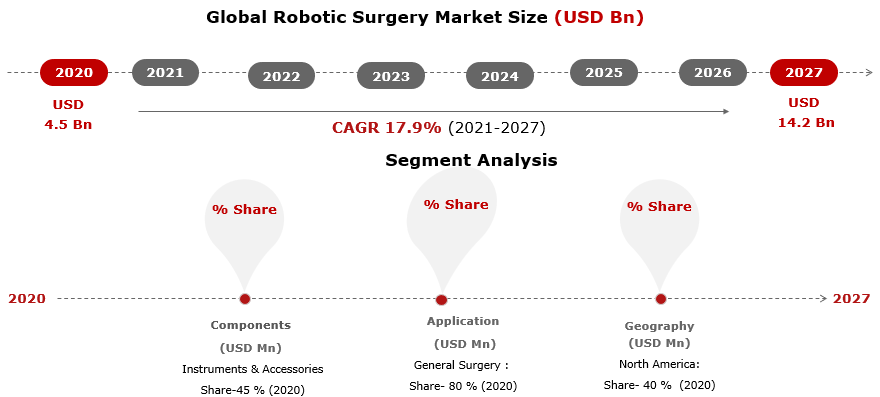 Global Robotic Surgery Market Size (USD Bn)
2020 2021 2022 2023 2024 2025 2026 2027
USD
4.5 Bn
USD
14.2 Bn
CAGR 17.9% (2021-2027)
Segment Analysis
% Share
% Share
% Share
2020
2027
Components
(USD Mn)
Instruments & Accessories
Share-45 % (2020)
Application
(USD Mn)
General Surgery :
Share- 80 % (2020)
Geography
(USD Mn)
North America:
Share- 40 % (2020)